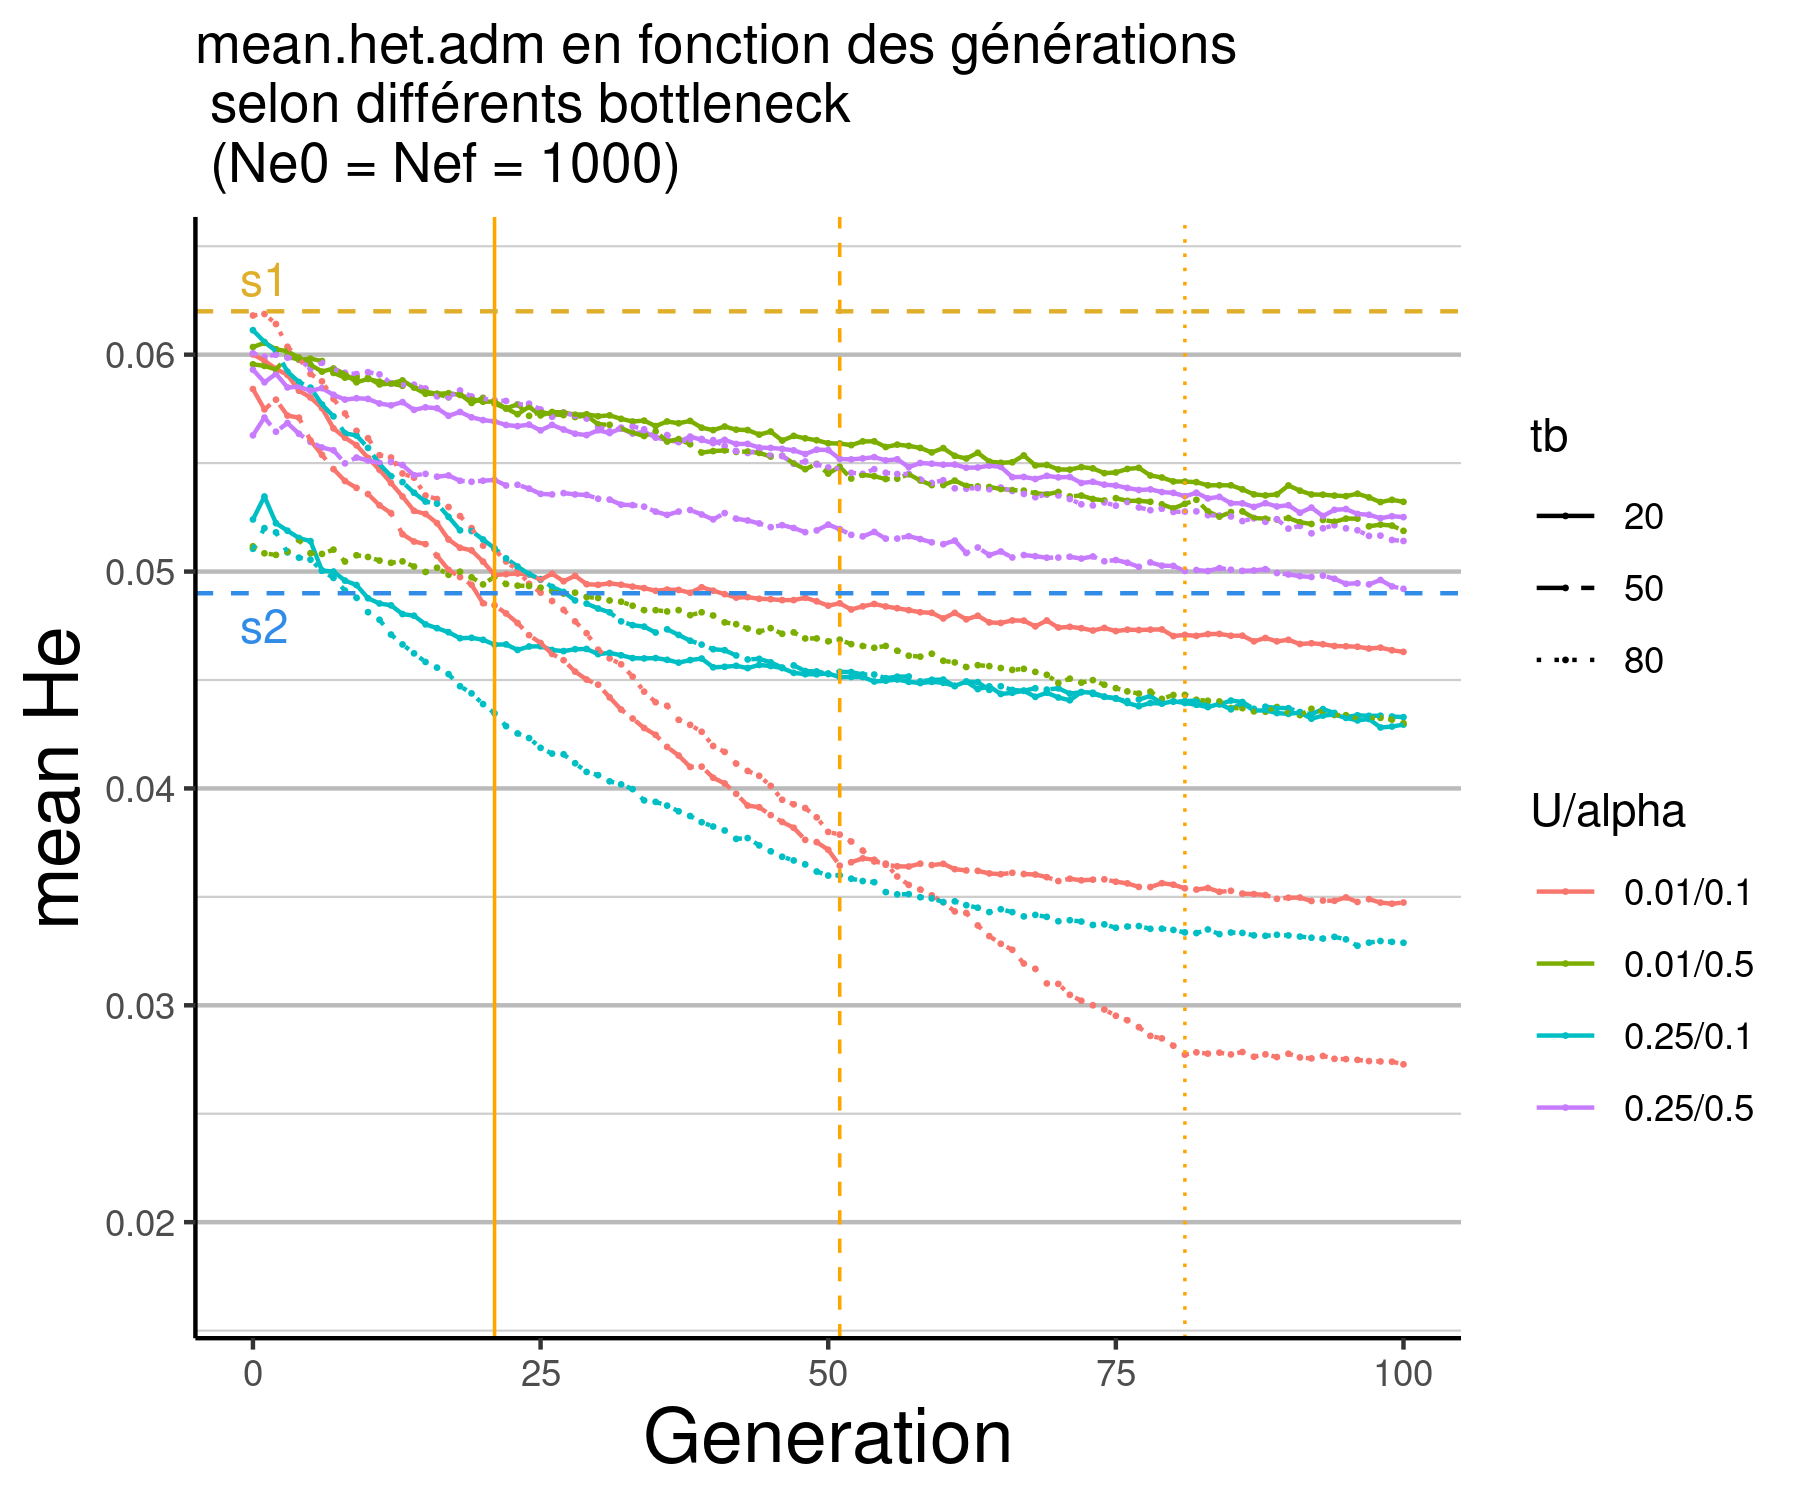 mean.het.adm en fonction des générations
selon différents bottleneck
(Ne0 = Nef = 1000)
s1
s2
0.06
0.05
0.04
0.03
0.02
mean He
0
25
50
75
100
Generation
tb
20
50
80
U/alpha
0.01/0.1
0.01/0.5
0.25/0.1
0.25/0.5